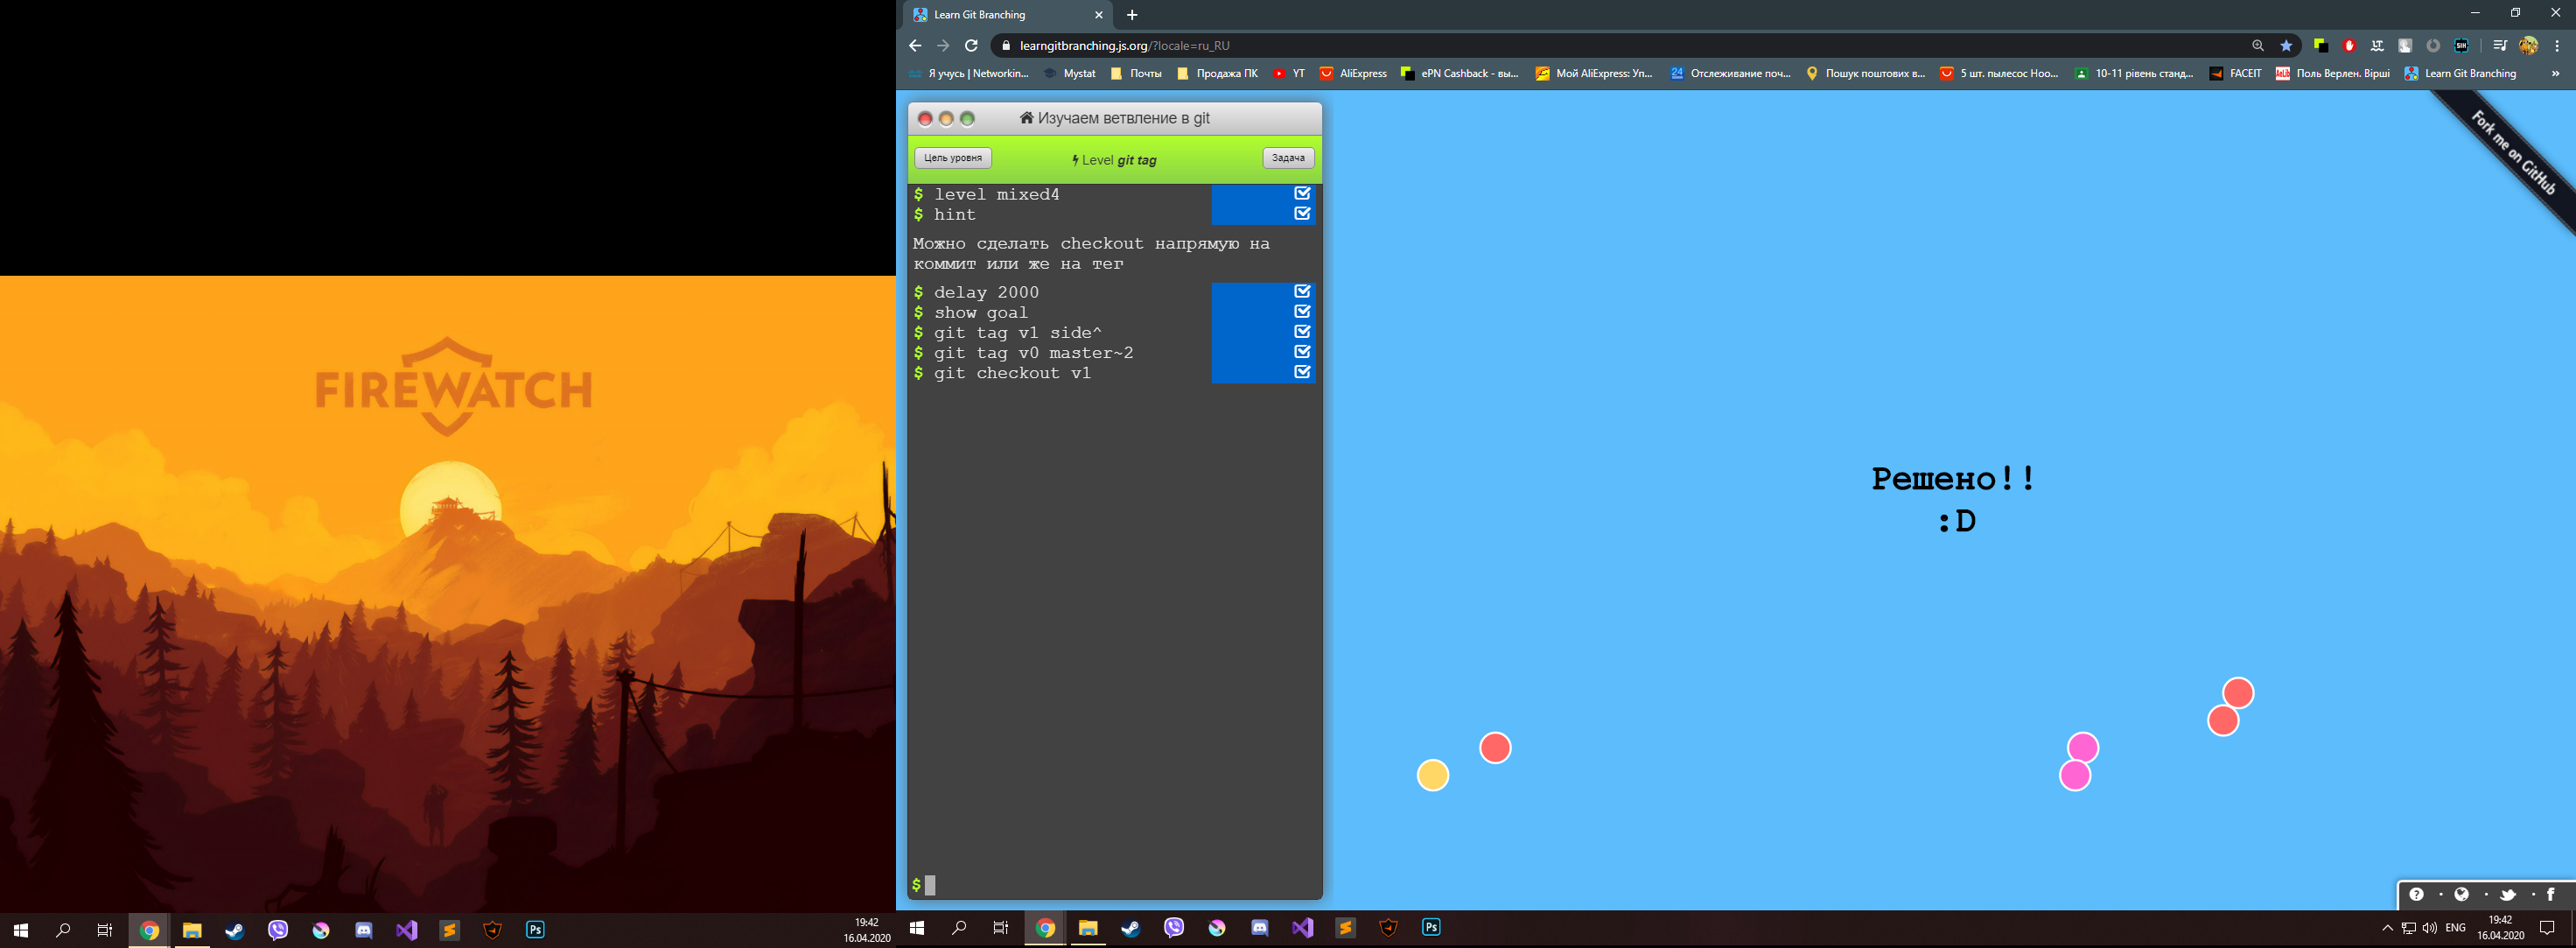 FIREWATCH
19:42
16.04.2020
Learn Git Branching
learngitbranching.js.org/?locale=ru_RU
Я учусь | Networkin...
Mystat
Почты
Продажа ПК
YT
AliExpress
ePN Cashback - вы...
Мой AliExpress: Уп...
24
Отслеживание поч...
Пошук поштових в...
5 шт. пылесос Hoo...
10-11 рівень станд...
FACEIT
Поль Верлен. Вірші
Learn Git Branching
»
Fork me on GitHub
Изучаем ветвление в git
Цель уровня
Level git tag
Задача
$ level mixed4
$ hint
Можно сделать checkout напрямую на
коммит или же на тег
$ delay 2000
$ show goal
$ git tag v1 side^
$ git tag v0 master~2
$ git checkout v1
$
Решено!!
:D
Ps
Ps
ENG
19:42
16.04.2020